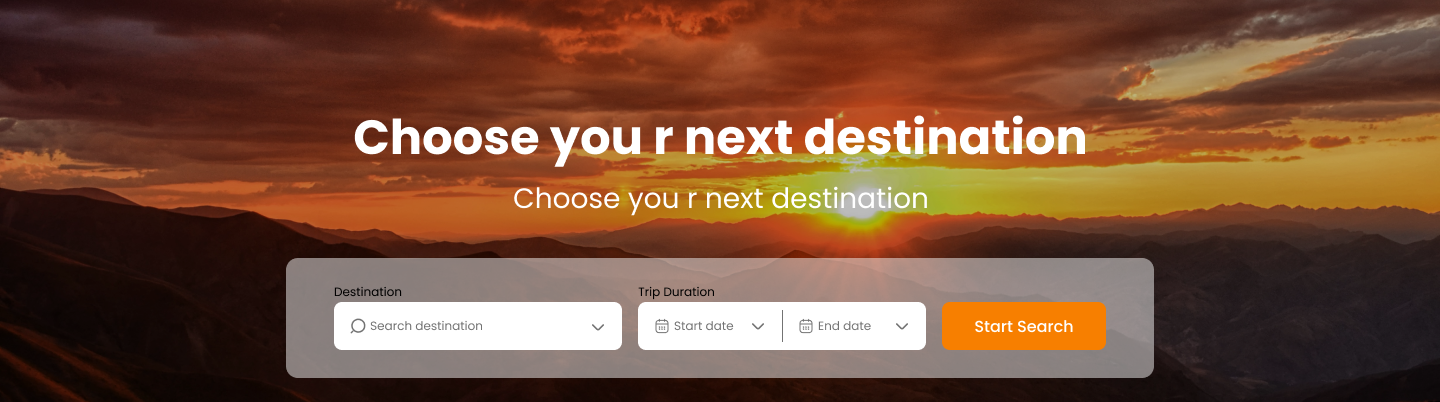 Choose you r next destination
Choose you r next destination
Destination
Trip Duration
Search destination
Start date
End date
Start Search